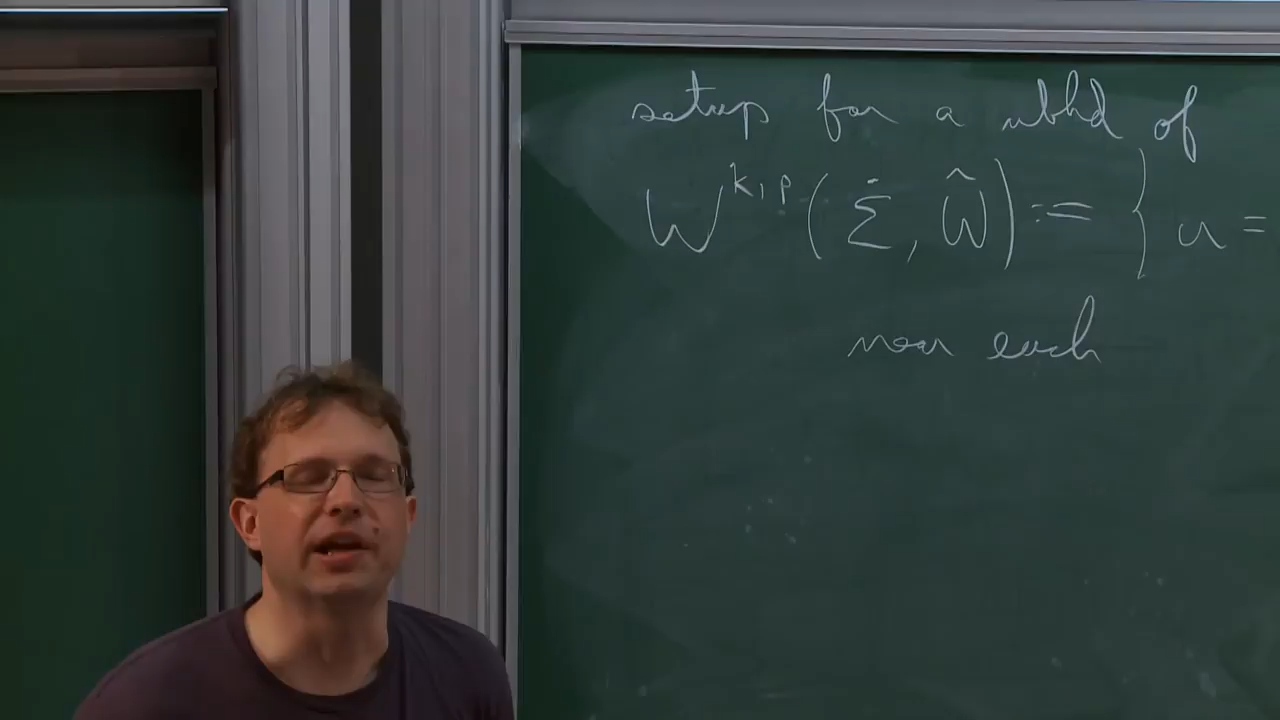 setup for a nbhd of
W^{k,p}(Σ̇, Ŵ) := { u =
near each